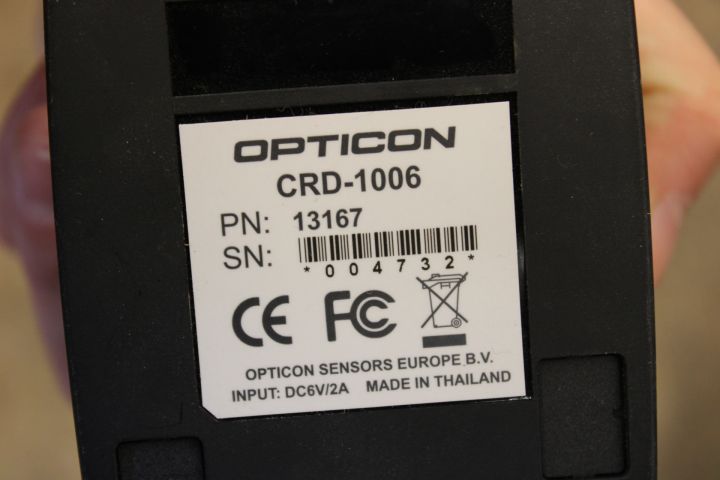 OPTICON
CRD-1006
PN: 13167
SN:
*004732*
CE FC
OPTICON SENSORS EUROPE B.V.
INPUT: DC6V/2A MADE IN THAILAND